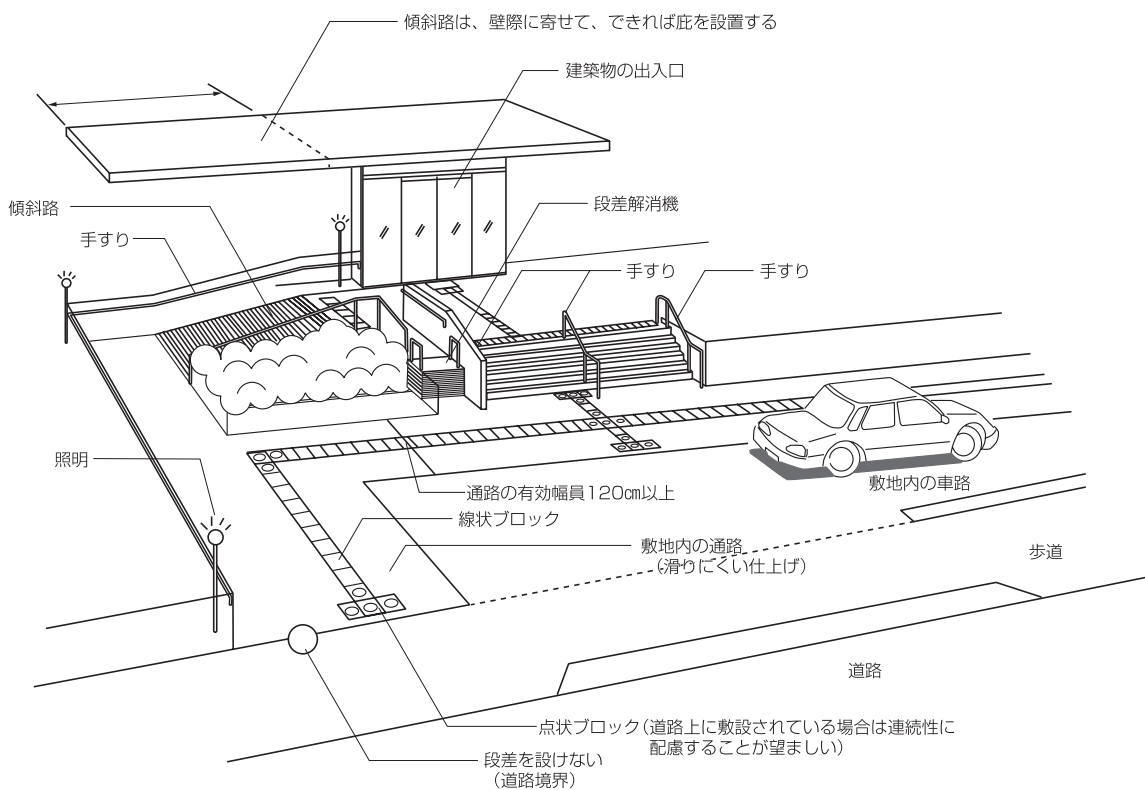 傾斜路は、壁際に寄せて、できれば庇を設置する
建築物の出入口
段差解消機
傾斜路
手すり
手すり
手すり
照明
通路の有効幅員120㎝以上
線状ブロック
敷地内の通路
(滑りにくい仕上げ)
敷地内の車路
歩道
道路
点状ブロック(道路上に敷設されている場合は連続性に
配慮することが望ましい)
段差を設けない
(道路境界)